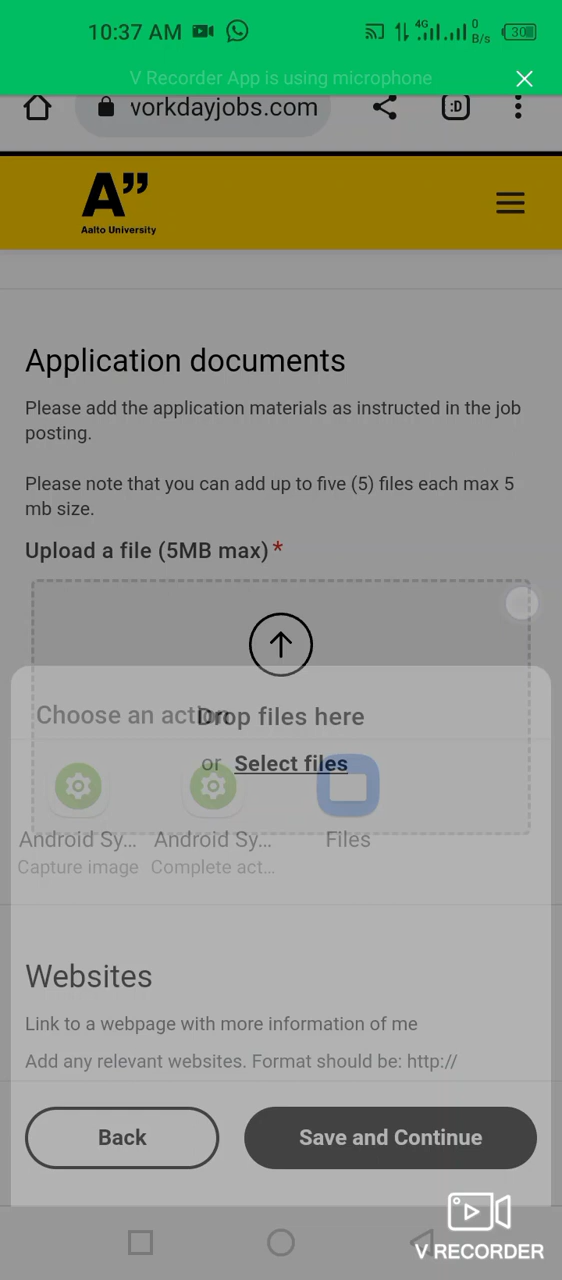 10:37 AM
4G
0 B/s
30
V Recorder App is using microphone
vorkdayjobs.com
:D
A”
Aalto University
Application documents
Please add the application materials as instructed in the job
posting.
Please note that you can add up to five (5) files each max 5
mb size.
Upload a file (5MB max) *
Choose an action
Drop files here
or Select files
Android Sy... Android Sy... Files
Capture image Complete act...
Websites
Link to a webpage with more information of me
Add any relevant websites. Format should be: http://
Back Save and Continue
V RECORDER